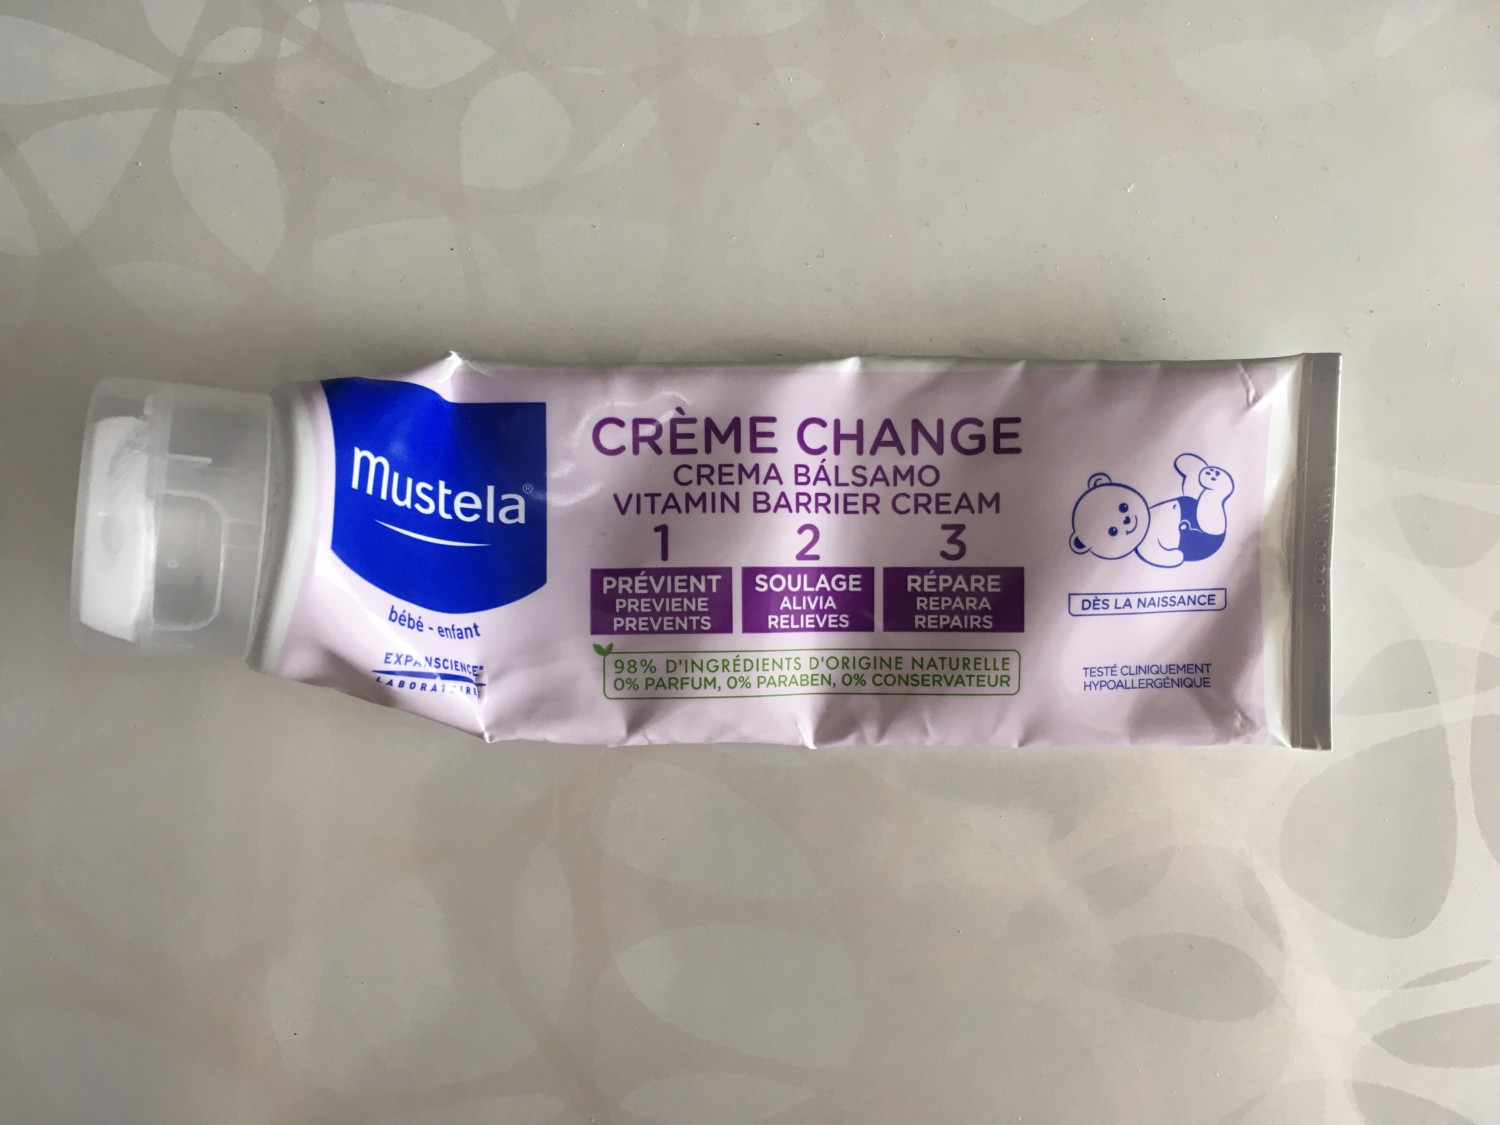 mustela®
bébé - enfant
EXPANSCIENCE®
LABORATOIRES
CRÈME CHANGE
CREMA BÁLSAMO
VITAMIN BARRIER CREAM
1 2 3
PRÉVIENT
PREVIENE
PREVENTS
SOULAGE
ALIVIA
RELIEVES
RÉPARE
REPARA
REPAIRS
98% D'INGRÉDIENTS D'ORIGINE NATURELLE
0% PARFUM, 0% PARABEN, 0% CONSERVATEUR
DÈS LA NAISSANCE
TESTÉ CLINIQUEMENT
HYPOALLERGÉNIQUE